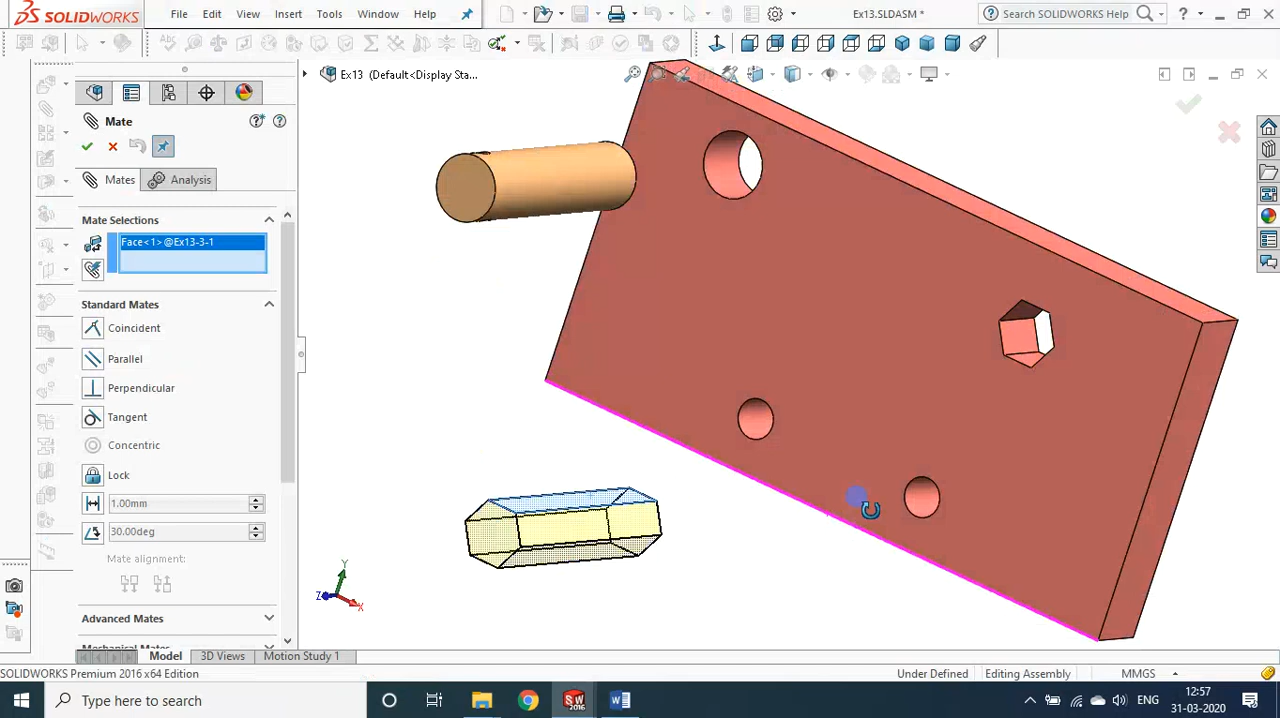 SOLIDWORKS File Edit View Insert Tools Window Help Ex13.SLDASM * Search SOLIDWORKS Help ?
Ex13 (Default<Display Sta...
Mate
Mates Analysis
Mate Selections
Face<1>@Ex13-3-1
Standard Mates
Coincident
Parallel
Perpendicular
Tangent
Concentric
Lock
1.00mm
30.00deg
Mate alignment:
Advanced Mates
Mechanical Mates
Y
Z X
Model 3D Views Motion Study 1
SOLIDWORKS Premium 2016 x64 Edition Under Defined Editing Assembly MMGS
Type here to search ENG 12:57
31-03-2020